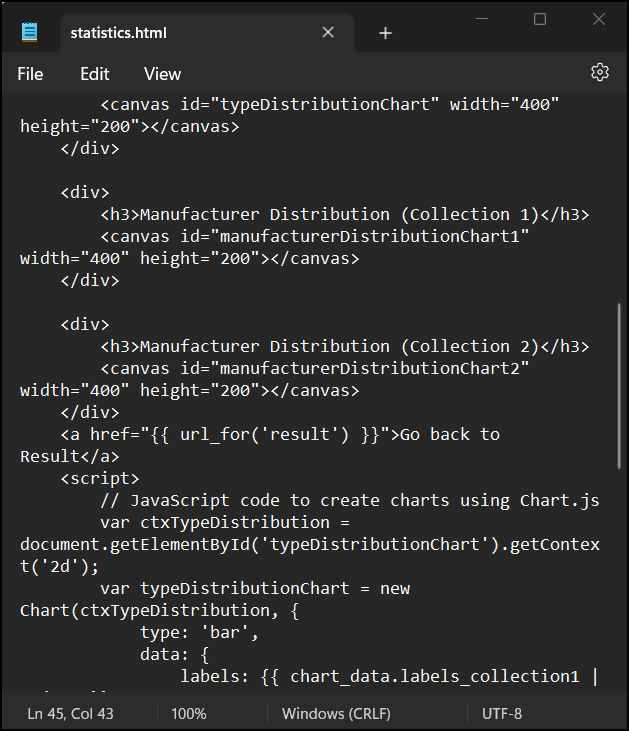 statistics.html
File Edit View
<canvas id="typeDistributionChart" width="400"
height="200"></canvas>
</div>
<div>
<h3>Manufacturer Distribution (Collection 1)</h3>
<canvas id="manufacturerDistributionChart1"
width="400" height="200"></canvas>
</div>
<div>
<h3>Manufacturer Distribution (Collection 2)</h3>
<canvas id="manufacturerDistributionChart2"
width="400" height="200"></canvas>
</div>
<a href="{{ url_for('result') }}">Go back to
Result</a>
<script>
// JavaScript code to create charts using Chart.js
var ctxTypeDistribution =
document.getElementById('typeDistributionChart').getContex
t('2d');
var typeDistributionChart = new
Chart(ctxTypeDistribution, {
type: 'bar',
data: {
labels: {{ chart_data.labels_collection1 |
Ln 45, Col 43 100% Windows (CRLF) UTF-8